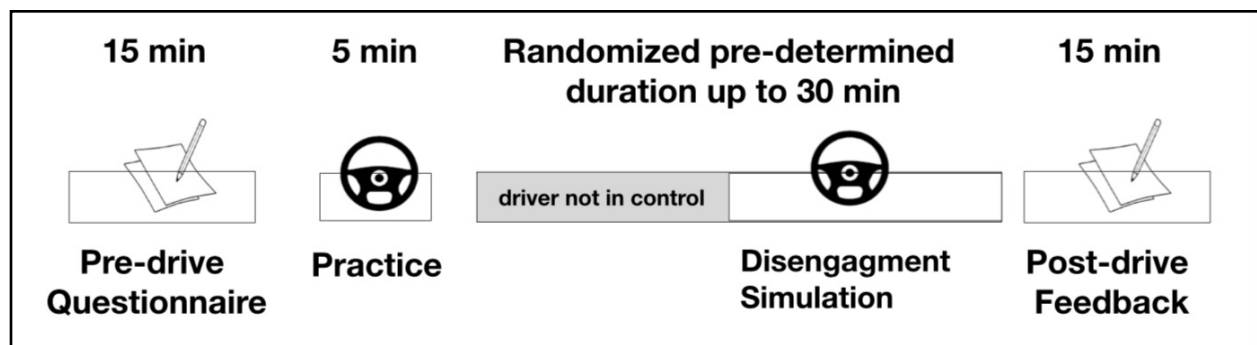 15 min
5 min
Randomized pre-determined
duration up to 30 min
15 min
driver not in control
Pre-drive
Questionnaire
Practice
Disengagment
Simulation
Post-drive
Feedback